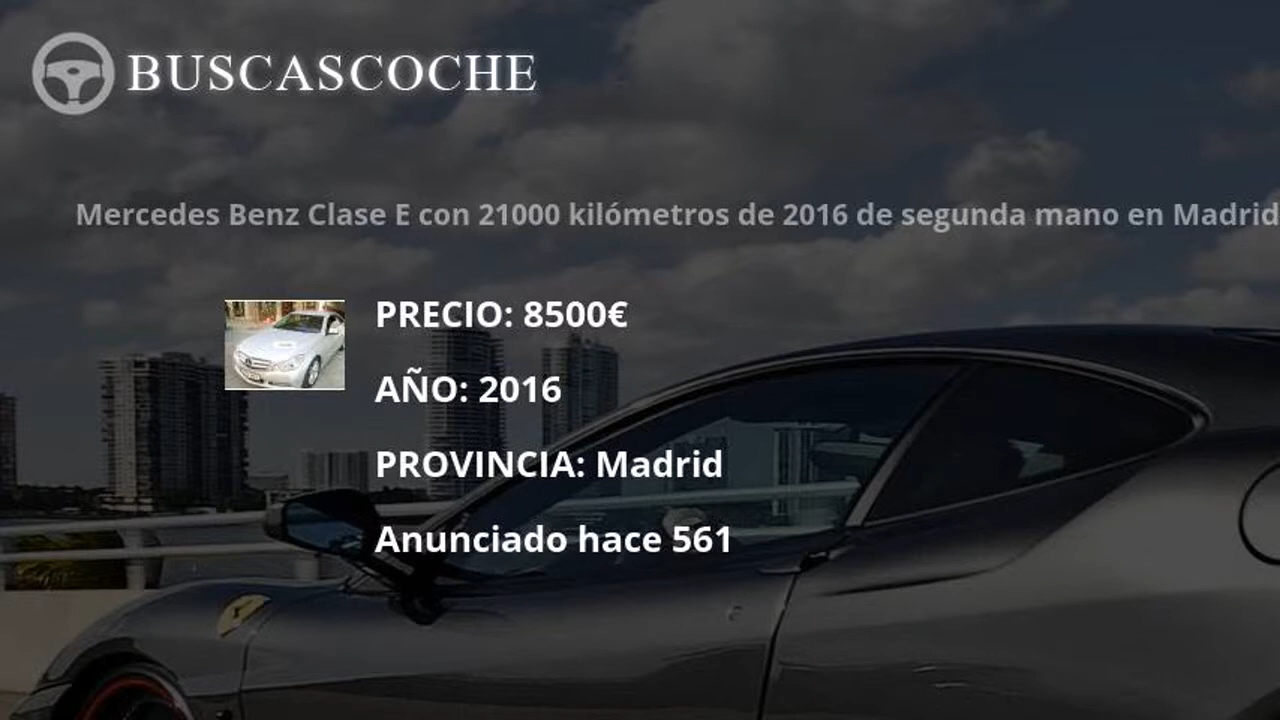 BUSCASCOCHE
Mercedes Benz Clase E con 21000 kilómetros de 2016 de segunda mano en Madrid
PRECIO: 8500€
AÑO: 2016
PROVINCIA: Madrid
Anunciado hace 561